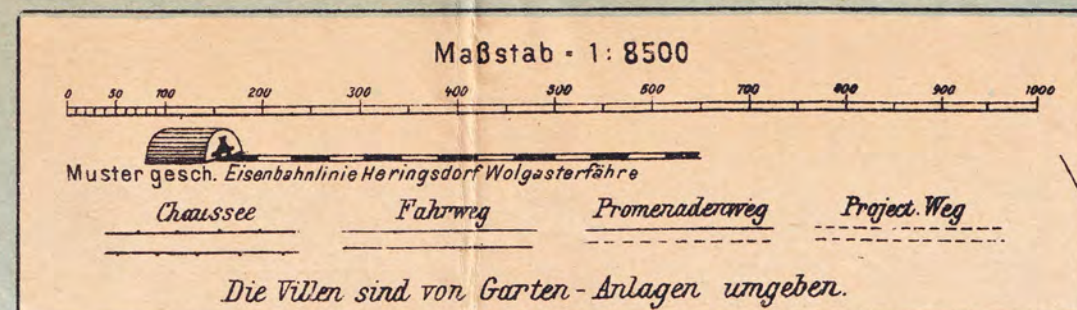 Maßstab = 1: 8500
0 50 100 200 300 400 500 600 700 800 900 1000
Muster gesch. Eisenbahnlinie Heringsdorf Wolgasterfähre
Chaussee Fahrweg Promenadenweg Project. Weg
Die Villen sind von Garten-Anlagen umgeben.